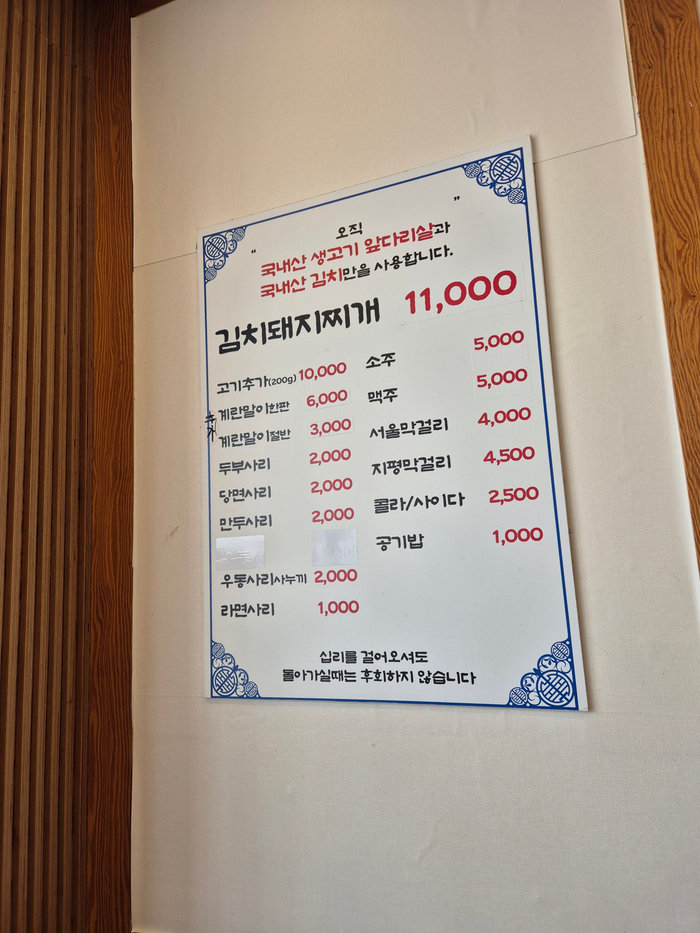 오직
“ ”
국내산 생고기 앞다리살과
국내산 김치만을 사용합니다.
김치돼지찌개 11,000
고기추가(200g) 10,000
계란말이한판 6,000
계란말이절반 3,000
두부사리 2,000
당면사리 2,000
만두사리 2,000
우동사리사누끼 2,000
라면사리 1,000
추가
소주 5,000
맥주 5,000
서울막걸리 4,000
지평막걸리 4,500
콜라/사이다 2,500
공기밥 1,000
십리를 걸어오셔도
돌아가실때는 후회하지 않습니다